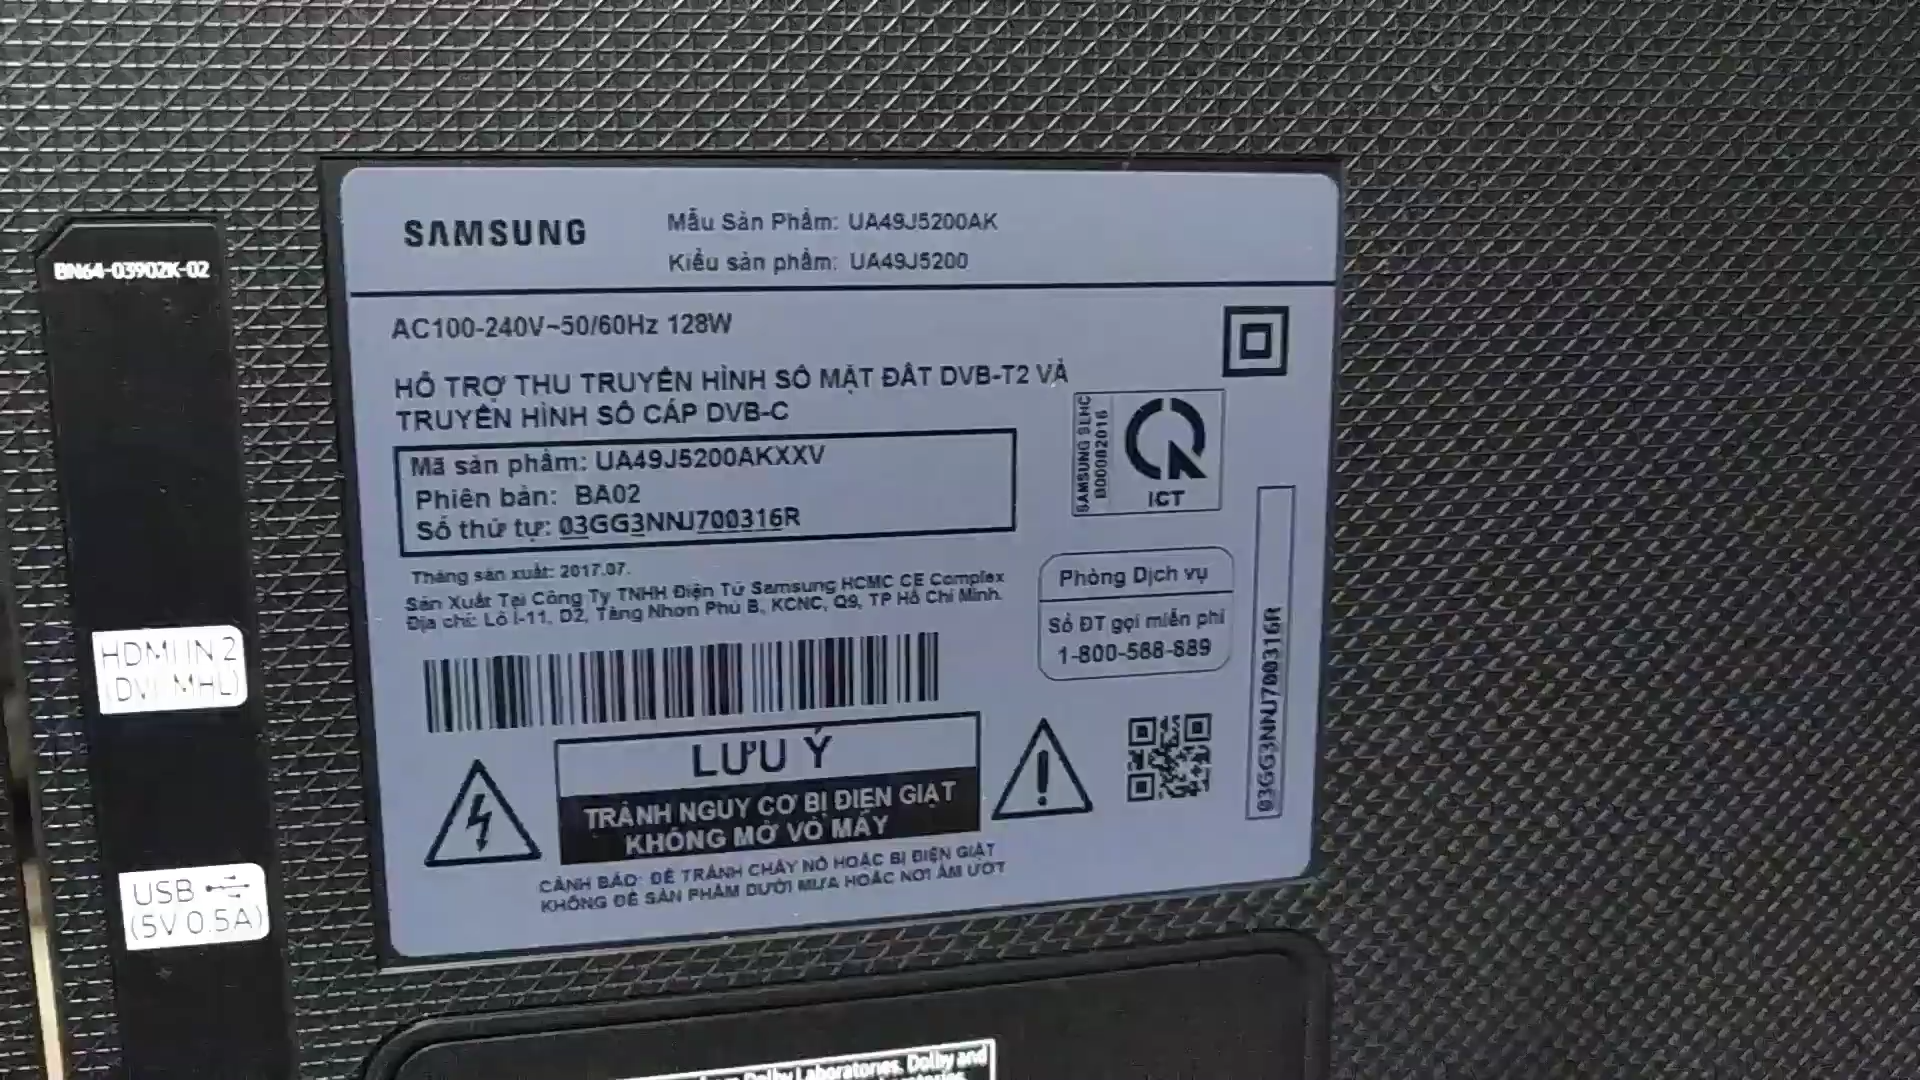 BN64-03902K-02
HDMI IN 2
(DVI/MHL)
USB
(5V 0.5A)
SAMSUNG
Mẫu Sản Phẩm: UA49J5200AK
Kiểu sản phẩm: UA49J5200
AC100-240V~50/60Hz 128W
HỖ TRỢ THU TRUYỀN HÌNH SỐ MẶT ĐẤT DVB-T2 VÀ
TRUYỀN HÌNH SỐ CÁP DVB-C
Mã sản phẩm: UA49J5200AKXXV
Phiên bản: BA02
Số thứ tự: 03GG3NNJ700316R
SAMSUNG SEHC
B000082016
ICT
Tháng sản xuất: 2017.07.
Sản Xuất Tại Công Ty TNHH Điện Tử Samsung HCMC CE Complex
Địa chỉ: Lô I-11, D2, Tăng Nhơn Phú B, KCNC, Q9, TP Hồ Chí Minh.
Phòng Dịch vụ
Số ĐT gọi miễn phí
1-800-588-889
03GG3NNJ700316R
LƯU Ý
TRÁNH NGUY CƠ BỊ ĐIỆN GIẬT
KHÔNG MỞ VỎ MÁY
CẢNH BÁO: ĐỂ TRÁNH CHÁY NỔ HOẶC BỊ ĐIỆN GIẬT
KHÔNG ĐỂ SẢN PHẨM DƯỚI MƯA HOẶC NƠI ẨM ƯỚT
Dolby Laboratories. Dolby and